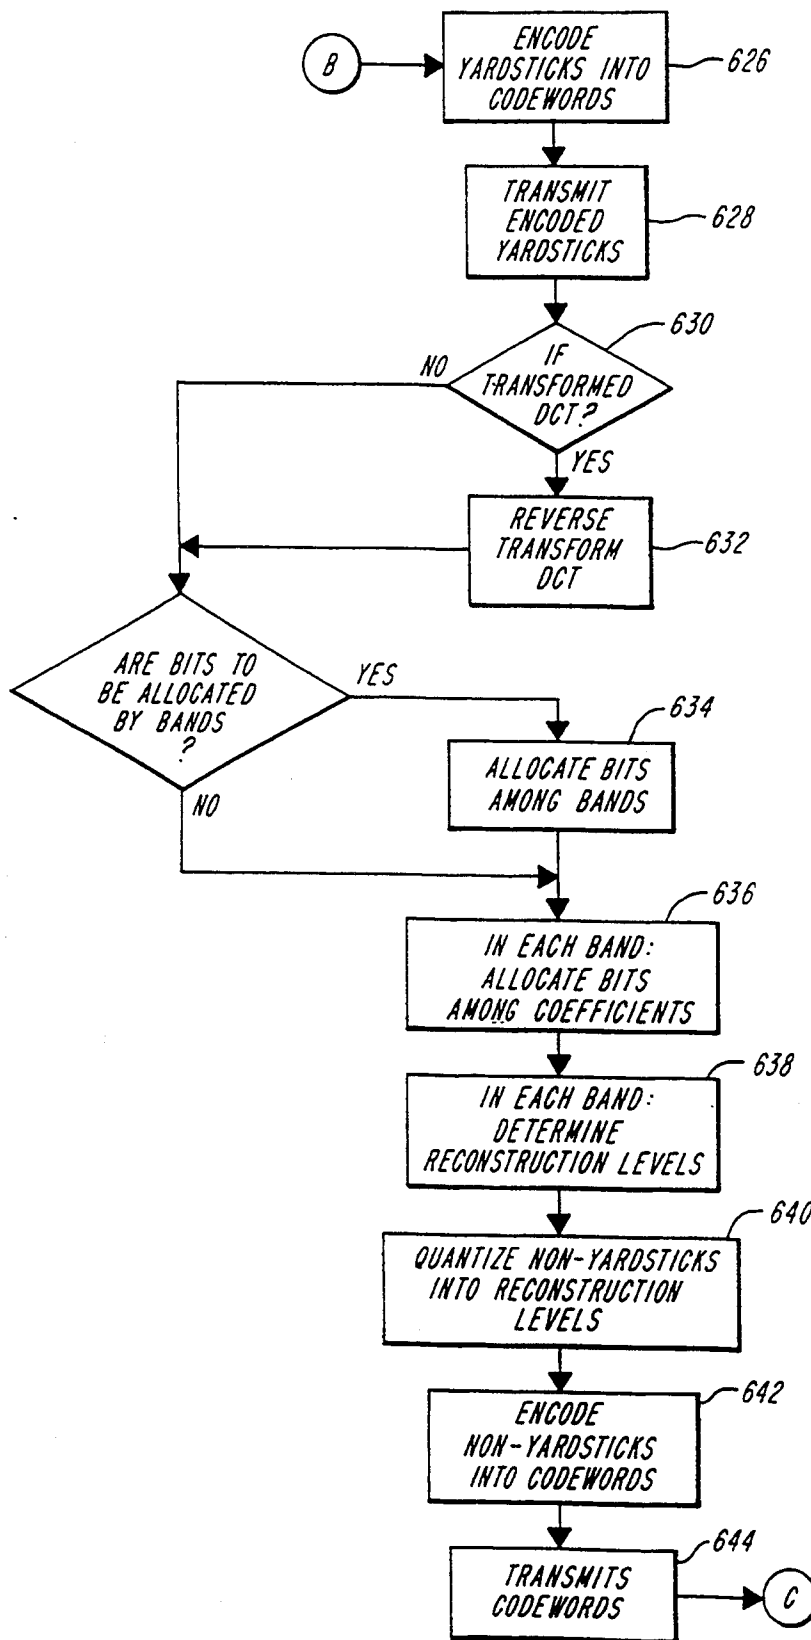 B
ENCODE
YARDSTICKS INTO
CODEWORDS
626
TRANSMIT
ENCODED
YARDSTICKS
628
630
IF
TRANSFORMED
DCT?
NO
YES
REVERSE
TRANSFORM
DCT
632
ARE BITS TO
BE ALLOCATED
BY BANDS
?
YES
NO
634
ALLOCATE BITS
AMONG BANDS
636
IN EACH BAND:
ALLOCATE BITS
AMONG COEFFICIENTS
638
IN EACH BAND:
DETERMINE
RECONSTRUCTION LEVELS
640
QUANTIZE NON-YARDSTICKS
INTO RECONSTRUCTION
LEVELS
642
ENCODE
NON-YARDSTICKS
INTO CODEWORDS
644
TRANSMITS
CODEWORDS
C